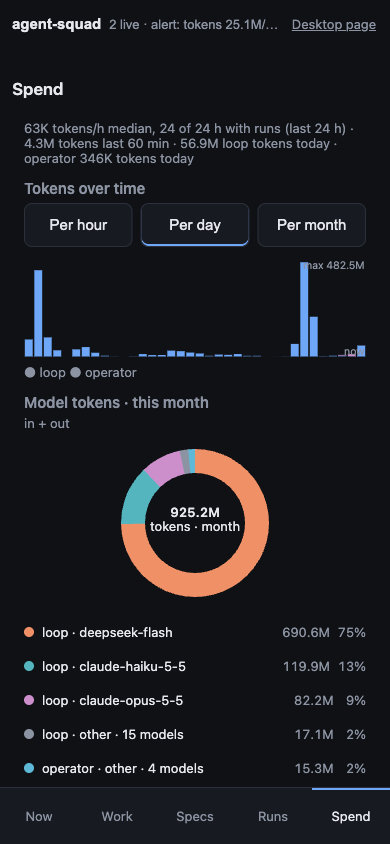 agent-squad 2 live · alert: tokens 25.1M/... Desktop page
Spend
63K tokens/h median, 24 of 24 h with runs (last 24 h) ·
4.3M tokens last 60 min · 56.9M loop tokens today ·
operator 346K tokens today
Tokens over time
Per hour Per day Per month
max 482.5M
loop operator
Model tokens · this month
in + out
925.2M
tokens · month
loop · deepseek-flash 690.6M 75%
loop · claude-haiku-5-5 119.9M 13%
loop · claude-opus-5-5 82.2M 9%
loop · other · 15 models 17.1M 2%
operator · other · 4 models 15.3M 2%
Now Work Specs Runs Spend